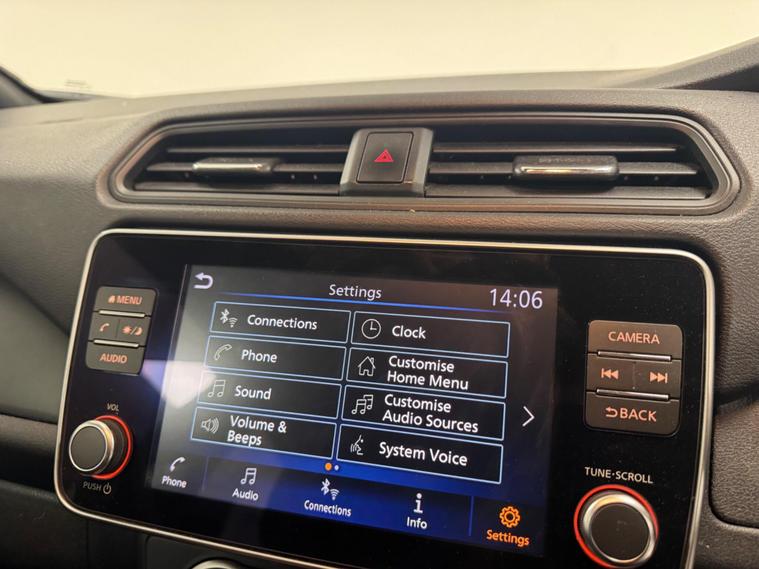 MENU
AUDIO
VOL
PUSH
Settings
14:06
Connections
Clock
Phone
Customise
Home Menu
Sound
Customise
Audio Sources
Volume &
Beeps
System Voice
Phone
Audio
Connections
Info
Settings
CAMERA
BACK
TUNE·SCROLL